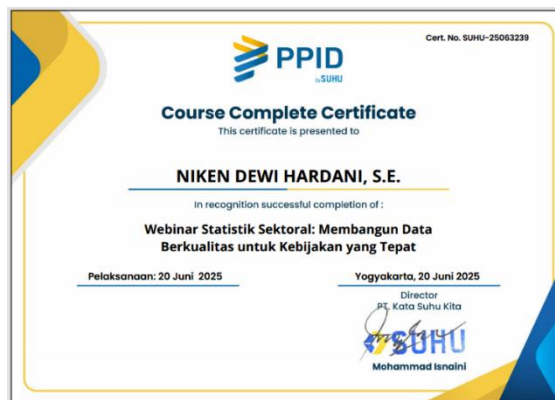 Cert. No. SUHU-25063239
PPID
by SUHU
Course Complete Certificate
This certificate is presented to
NIKEN DEWI HARDANI, S.E.
In recognition successful completion of :
Webinar Statistik Sektoral: Membangun Data
Berkualitas untuk Kebijakan yang Tepat
Pelaksanaan: 20 Juni 2025
Yogyakarta, 20 Juni 2025
Director
PT. Kata Suhu Kita
SUHU
Mohammad Isnaini